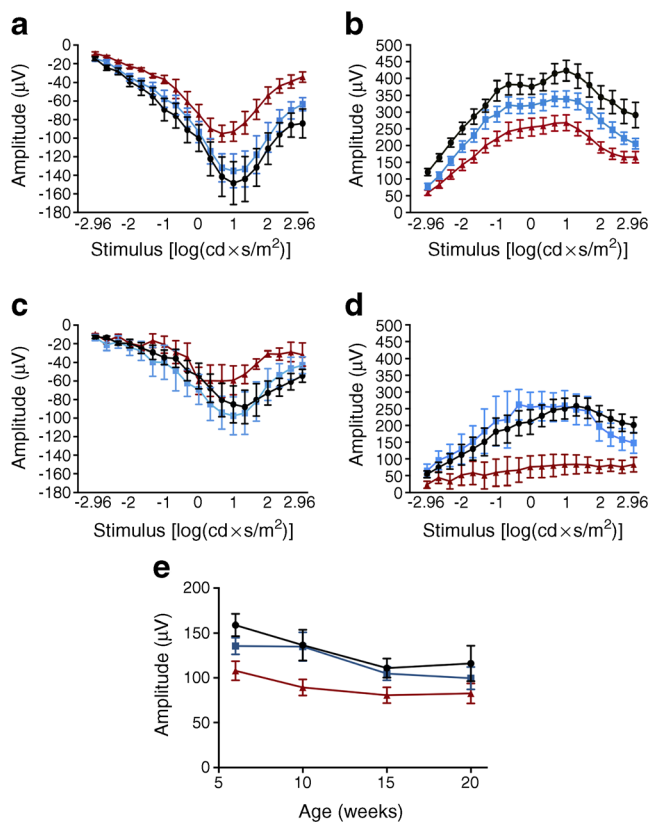 a
b
0
-20
-40
-60
-80
-100
-120
-140
-160
-180
Amplitude (µV)
-2.96 -2 -1 0 1 2 2.96
Stimulus [log(cd×s/m²)]
500
450
400
350
300
250
200
150
100
50
0
Amplitude (µV)
-2.96 -2 -1 0 1 2 2.96
Stimulus [log(cd×s/m²)]
c
d
0
-20
-40
-60
-80
-100
-120
-140
-160
-180
Amplitude (µV)
-2.96 -2 -1 0 1 2 2.96
Stimulus [log(cd×s/m²)]
500
450
400
350
300
250
200
150
100
50
0
Amplitude (µV)
-2.96 -2 -1 0 1 2 2.96
Stimulus [log(cd×s/m²)]
e
200
150
100
50
0
Amplitude (µV)
5 10 15 20
Age (weeks)